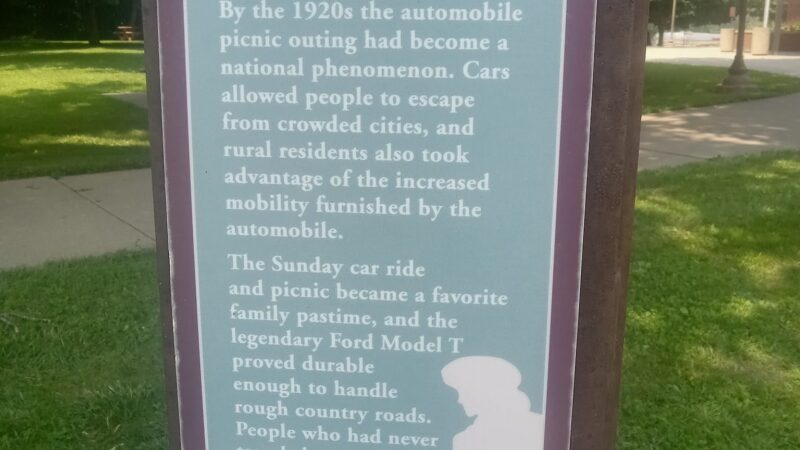 By the 1920s the automobile
picnic outing had become a
national phenomenon. Cars
allowed people to escape
from crowded cities, and
rural residents also took
advantage of the increased
mobility furnished by the
automobile.
The Sunday car ride
and picnic became a favorite
family pastime, and the
legendary Ford Model T
proved durable
enough to handle
rough country roads.
People who had never